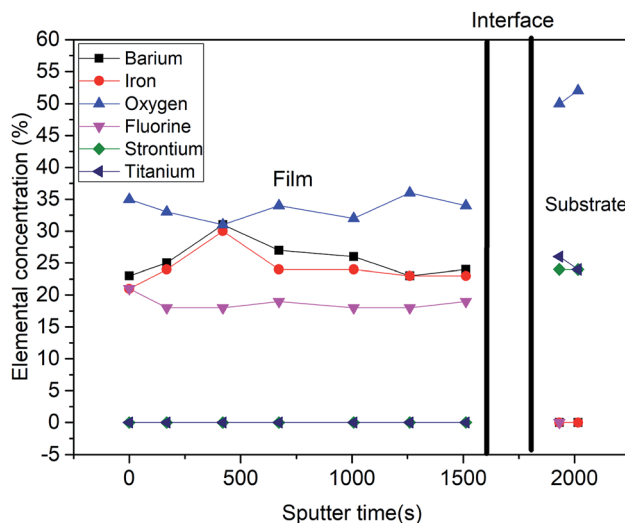 Interface
60
55
50
45
40
35
30
25
20
15
10
5
0
-5
Elemental concentration (%)
Barium
Iron
Oxygen
Fluorine
Strontium
Titanium
Film
Substrate
0 500 1000 1500 2000
Sputter time(s)